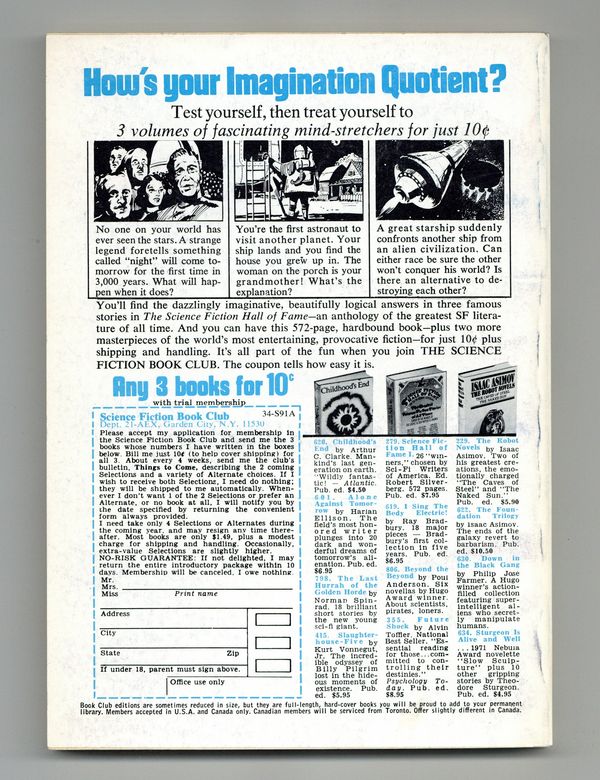 How's your Imagination Quotient?
Test yourself, then treat yourself to
3 volumes of fascinating mind-stretchers for just 10¢
No one on your world has
ever seen the stars. A strange
legend foretells something
called "night" will come to-
morrow for the first time in
3,000 years. What will hap-
pen when it does?
You're the first astronaut to
visit another planet. Your
ship lands and you find the
house you grew up in. The
woman on the porch is your
grandmother! What's the
explanation?
A great starship suddenly
confronts another ship from
an alien civilization. Can
either race be sure the other
won't conquer his world? Is
there an alternative to de-
stroying each other?
You'll find the dazzlingly imaginative, beautifully logical answers in three famous
stories in The Science Fiction Hall of Fame—an anthology of the greatest SF litera-
ture of all time. And you can have this 572-page, hardbound book—plus two more
masterpieces of the world's most entertaining, provocative fiction—for just 10¢ plus
shipping and handling. It's all part of the fun when you join THE SCIENCE
FICTION BOOK CLUB. The coupon tells how easy it is.
Any 3 books for 10¢
with trial membership
Science Fiction Book Club 34-S91A
Dept. 21-AEX, Garden City, N.Y. 11530
Please accept my application for membership in
the Science Fiction Book Club and send me the 3
books whose numbers I have written in the boxes
below. Bill me just 10¢ (to help cover shipping) for
all 3. About every 4 weeks, send me the club's
bulletin, Things to Come, describing the 2 coming
Selections and a variety of Alternate choices. If I
wish to receive both Selections, I need do nothing;
they will be shipped to me automatically. When-
ever I don't want 1 of the 2 Selections or prefer an
Alternate, or no book at all, I will notify you by
the date specified by returning the convenient
form always provided.
I need take only 4 Selections or Alternates during
the coming year, and may resign any time there-
after. Most books are only $1.49, plus a modest
charge for shipping and handling. Occasionally,
extra-value Selections are slightly higher.
NO-RISK GUARANTEE: If not delighted, I may
return the entire introductory package within 10
days. Membership will be canceled. I owe nothing.
Mr.
Mrs.
Miss Print name
Address
City
State Zip
If under 18, parent must sign above.
Office use only
Childhood's End
ISAAC ASIMOV
THE ROBOT NOVELS
620. Childhood's
End by Arthur
C. Clarke. Man-
kind's last gen-
eration on earth.
"Wildly fantas-
tic! — Atlantic.
Pub. ed. $4.50
601. Alone
Against Tomor-
row by Harlan
Ellison. The
field's most hon-
ored writer
plunges into 20
dark and won-
derful dreams of
tomorrow's ali-
enation. Pub. ed.
$6.95
798. The Last
Hurrah of the
Golden Horde by
Norman Spin-
rad. 18 brilliant
short stories by
the new young
sci-fi giant.
415. Slaughter-
house-Five by
Kurt Vonnegut,
Jr. The incred-
ible odyssey of
Billy Pilgrim
lost in the hide-
ous moments of
existence. Pub.
ed. $5.95
279. Science Fic-
tion Hall of
Fame I. 26 "win-
ners," chosen by
Sci-Fi Writers
of America. Ed.
Robert Silver-
berg. 572 pages.
Pub. ed. $7.95
619. I Sing The
Body Electric!
by Ray Brad-
bury. 18 major
pieces — Brad-
bury's first col-
lection in five
years. Pub. ed.
$6.95
806. Beyond the
Beyond by Poul
Anderson. Six
novellas by Hugo
Award winner.
About scientists,
pirates, loners.
355. Future
Shock by Alvin
Toffler. National
Best Seller. "Es-
sential reading
for those...com-
mitted to con-
trolling their
destinies."
Psychology To-
day. Pub. ed.
$8.95
229. The Robot
Novels by Isaac
Asimov. Two of
his greatest cre-
ations, the emo-
tionally charged
"The Caves of
Steel" and "The
Naked Sun."
Pub. ed. $5.90
622. The Foun-
dation Trilogy
by Isaac Asimov.
The ends of the
galaxy revert to
barbarism. Pub.
ed. $10.50
620. Down in
the Black Gang
by Philip José
Farmer. A Hugo
winner's action-
filled collection
featuring super-
intelligent al-
iens who secret-
ly manipulate
humans.
634. Sturgeon Is
Alive and Well
...1971 Nebula
Award novelette
"Slow Sculp-
ture" plus 10
other gripping
stories by Theo-
dore Sturgeon.
Pub. ed. $4.95
Book Club editions are sometimes reduced in size, but they are full-length, hard-cover books you will be proud to add to your permanent
library. Members accepted in U.S.A. and Canada only. Canadian members will be serviced from Toronto. Offer slightly different in Canada.